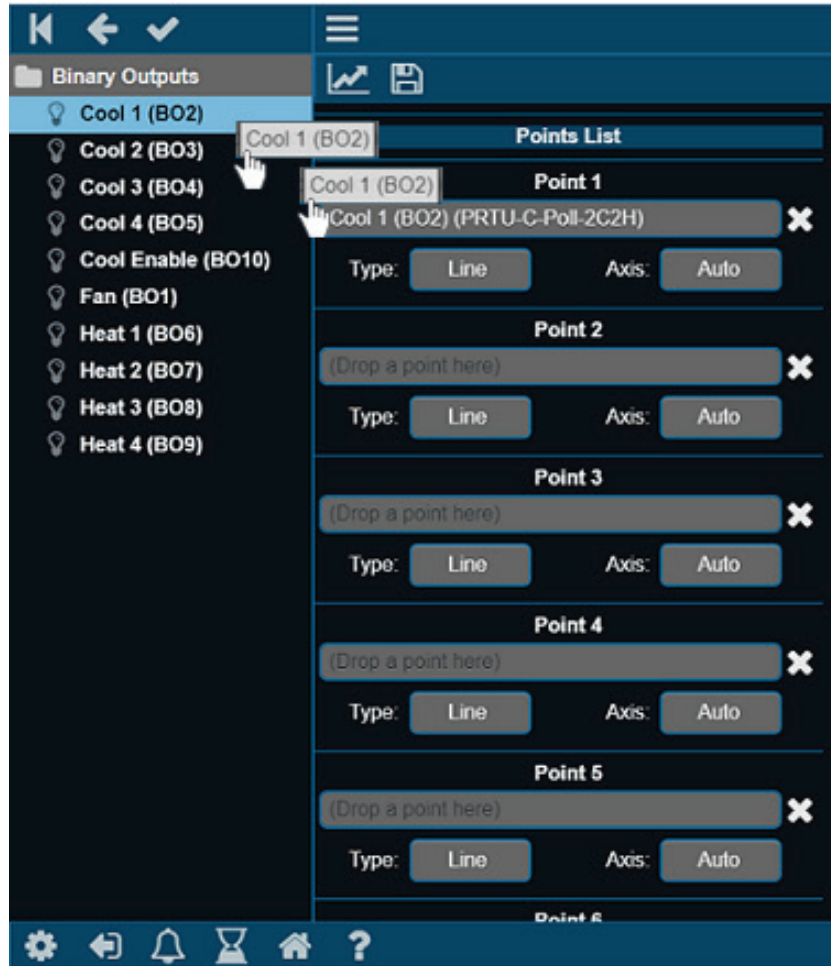 Binary Outputs
Cool 1 (BO2)
Cool 2 (BO3)
Cool 3 (BO4)
Cool 4 (BO5)
Cool Enable (BO10)
Fan (BO1)
Heat 1 (BO6)
Heat 2 (BO7)
Heat 3 (BO8)
Heat 4 (BO9)
Cool 1 (BO2)
Cool 1 (BO2)
Points List
Point 1
Cool 1 (BO2) (PRTU-C-Poll-2C2H)
Type: Line Axis: Auto
Point 2
(Drop a point here)
Type: Line Axis: Auto
Point 3
(Drop a point here)
Type: Line Axis: Auto
Point 4
(Drop a point here)
Type: Line Axis: Auto
Point 5
(Drop a point here)
Type: Line Axis: Auto
Point 6
?